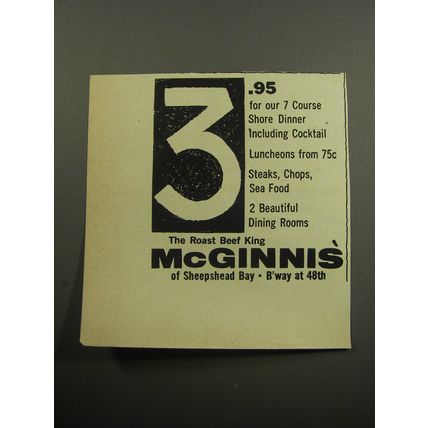 3
.95
for our 7 Course
Shore Dinner
Including Cocktail
Luncheons from 75c
Steaks, Chops,
Sea Food
2 Beautiful
Dining Rooms
The Roast Beef King
McGINNIS`
of Sheepshead Bay • B'way at 48th